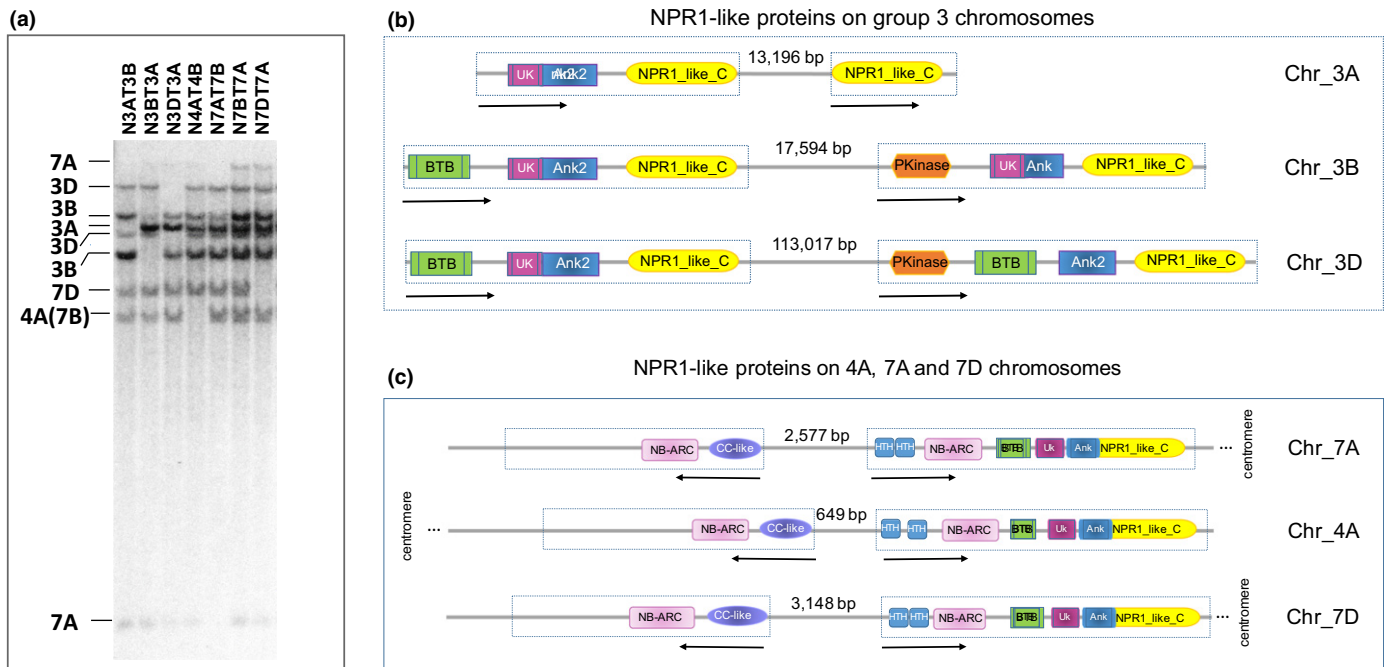 (a)
N3AT3B
N3BT3A
N3DT3A
N4AT4B
N7AT7B
N7BT7A
N7DT7A
7A
3D
3B
3A
3D
3B
7D
4A(7B)
7A
(b)
NPR1-like proteins on group 3 chromosomes
UK Ank2 NPR1_like_C 13,196 bp NPR1_like_C Chr_3A
BTB UK Ank2 NPR1_like_C 17,594 bp PKinase UK Ank NPR1_like_C Chr_3B
BTB UK Ank2 NPR1_like_C 113,017 bp PKinase BTB Ank2 NPR1_like_C Chr_3D
(c)
NPR1-like proteins on 4A, 7A and 7D chromosomes
NB-ARC CC-like 2,577 bp HTH HTH NB-ARC BTB Uk Ank NPR1_like_C ... centromere Chr_7A
centromere ... NB-ARC CC-like 649 bp HTH HTH NB-ARC BTB Uk Ank NPR1_like_C Chr_4A
NB-ARC CC-like 3,148 bp HTH HTH NB-ARC BTB Uk Ank NPR1_like_C ... centromere Chr_7D